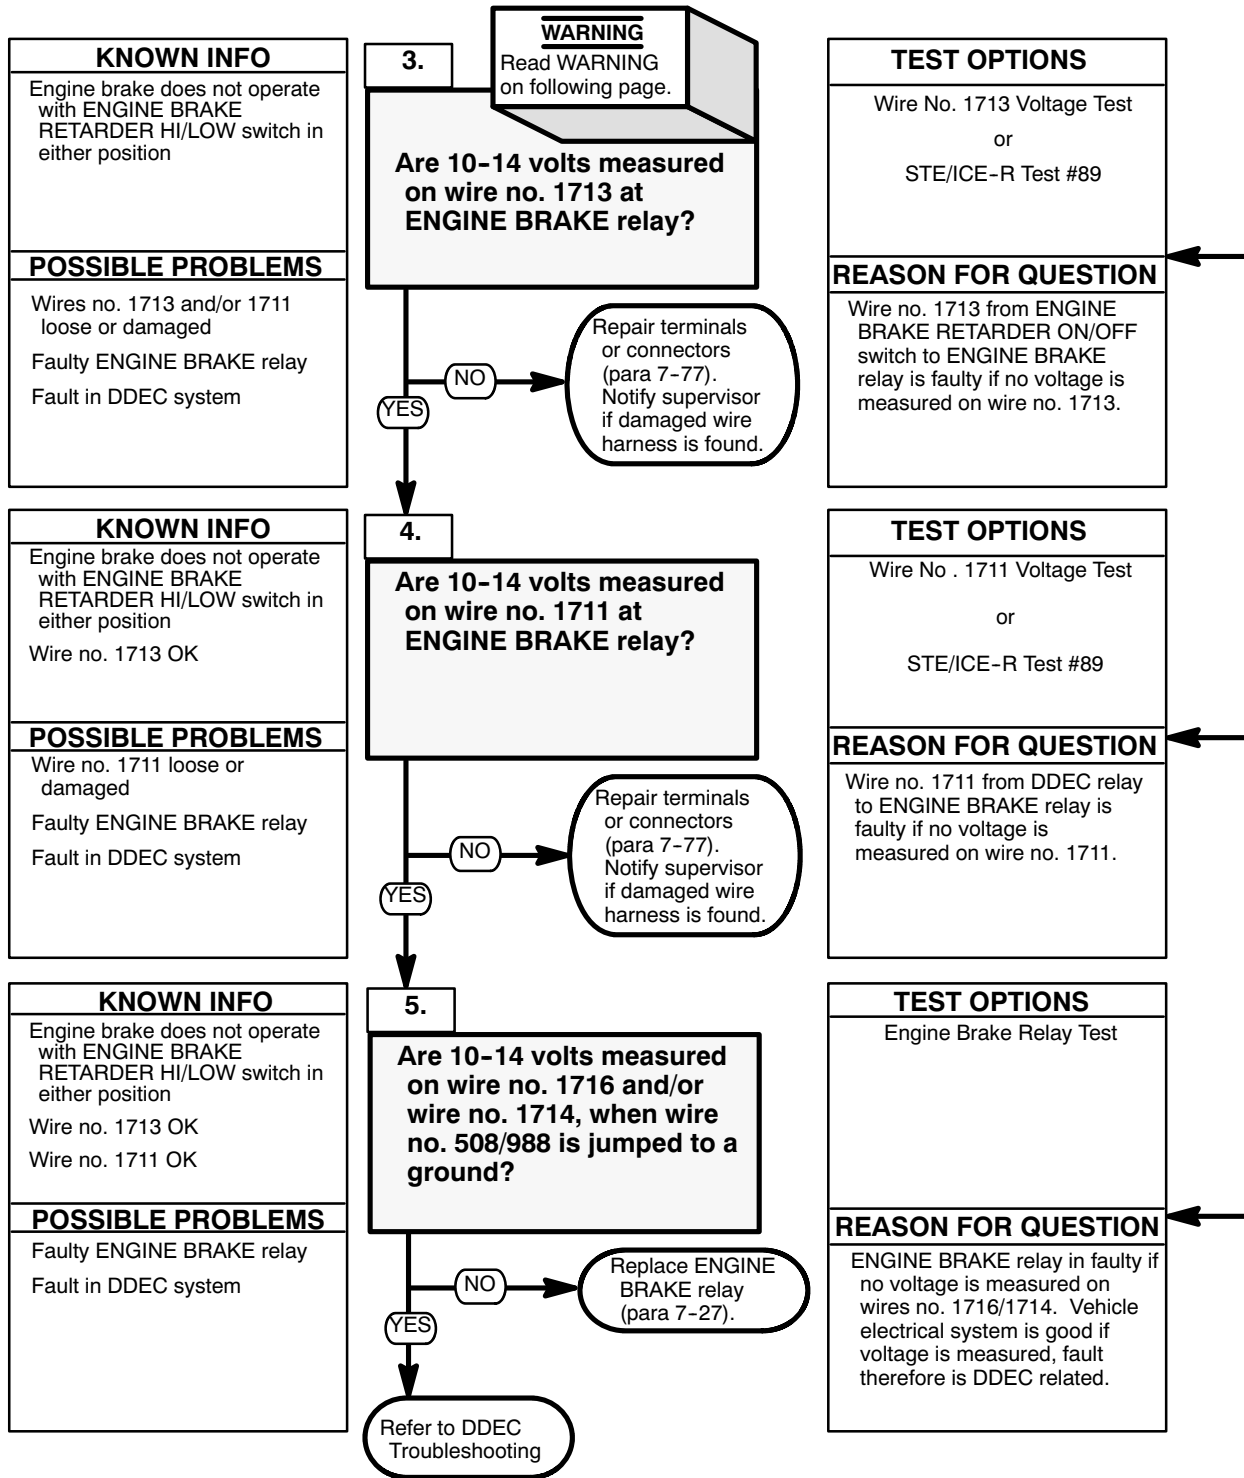 KNOWN INFO
Engine brake does not operate
with ENGINE BRAKE
RETARDER HI/LOW switch in
either position
POSSIBLE PROBLEMS
Wires no. 1713 and/or 1711
loose or damaged
Faulty ENGINE BRAKE relay
Fault in DDEC system
3.
WARNING
Read WARNING
on following page.
Are 10-14 volts measured
on wire no. 1713 at
ENGINE BRAKE relay?
NO
YES
Repair terminals
or connectors
(para 7-77).
Notify supervisor
if damaged wire
harness is found.
TEST OPTIONS
Wire No. 1713 Voltage Test
or
STE/ICE-R Test #89
REASON FOR QUESTION
Wire no. 1713 from ENGINE
BRAKE RETARDER ON/OFF
switch to ENGINE BRAKE
relay is faulty if no voltage is
measured on wire no. 1713.
KNOWN INFO
Engine brake does not operate
with ENGINE BRAKE
RETARDER HI/LOW switch in
either position
Wire no. 1713 OK
POSSIBLE PROBLEMS
Wire no. 1711 loose or
damaged
Faulty ENGINE BRAKE relay
Fault in DDEC system
4.
Are 10-14 volts measured
on wire no. 1711 at
ENGINE BRAKE relay?
NO
YES
Repair terminals
or connectors
(para 7-77).
Notify supervisor
if damaged wire
harness is found.
TEST OPTIONS
Wire No . 1711 Voltage Test
or
STE/ICE-R Test #89
REASON FOR QUESTION
Wire no. 1711 from DDEC relay
to ENGINE BRAKE relay is
faulty if no voltage is
measured on wire no. 1711.
KNOWN INFO
Engine brake does not operate
with ENGINE BRAKE
RETARDER HI/LOW switch in
either position
Wire no. 1713 OK
Wire no. 1711 OK
POSSIBLE PROBLEMS
Faulty ENGINE BRAKE relay
Fault in DDEC system
5.
Are 10-14 volts measured
on wire no. 1716 and/or
wire no. 1714, when wire
no. 508/988 is jumped to a
ground?
NO
YES
Replace ENGINE
BRAKE relay
(para 7-27).
Refer to DDEC
Troubleshooting
TEST OPTIONS
Engine Brake Relay Test
REASON FOR QUESTION
ENGINE BRAKE relay in faulty if
no voltage is measured on
wires no. 1716/1714. Vehicle
electrical system is good if
voltage is measured, fault
therefore is DDEC related.